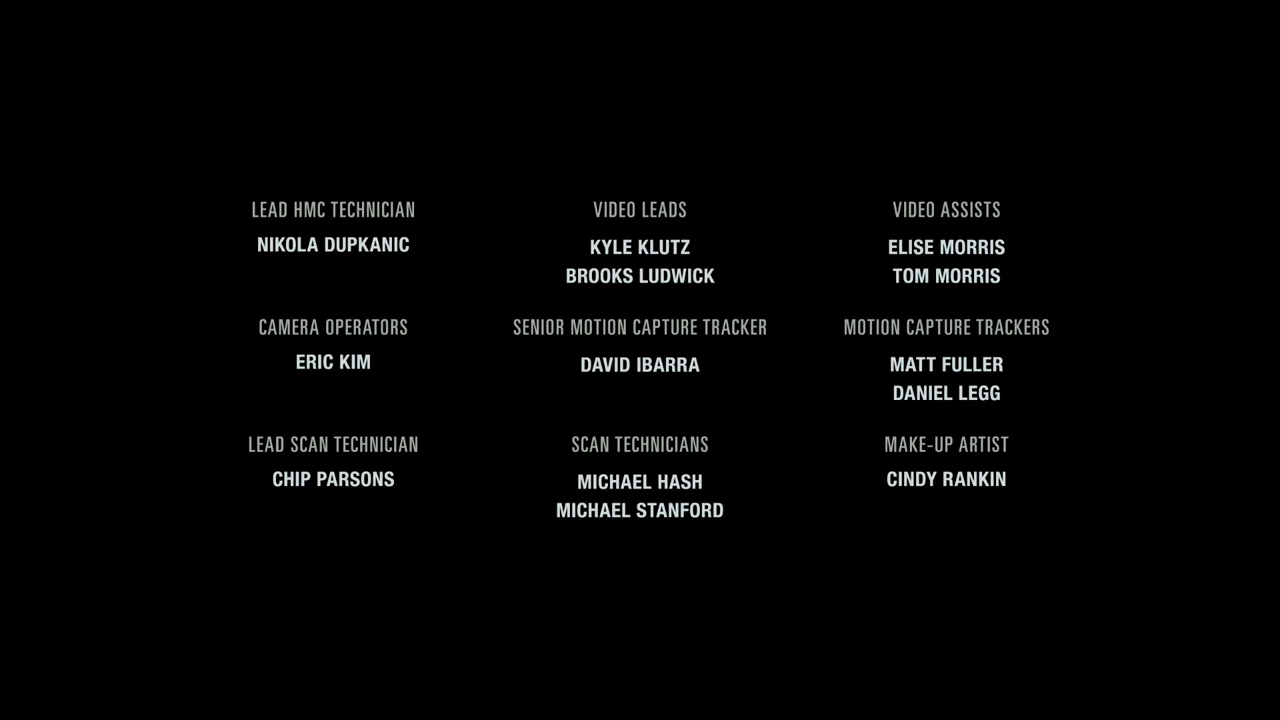 LEAD HMC TECHNICIAN
NIKOLA DUPKANIC
VIDEO LEADS
KYLE KLUTZ
BROOKS LUDWICK
VIDEO ASSISTS
ELISE MORRIS
TOM MORRIS
CAMERA OPERATORS
ERIC KIM
SENIOR MOTION CAPTURE TRACKER
DAVID IBARRA
MOTION CAPTURE TRACKERS
MATT FULLER
DANIEL LEGG
LEAD SCAN TECHNICIAN
CHIP PARSONS
SCAN TECHNICIANS
MICHAEL HASH
MICHAEL STANFORD
MAKE-UP ARTIST
CINDY RANKIN